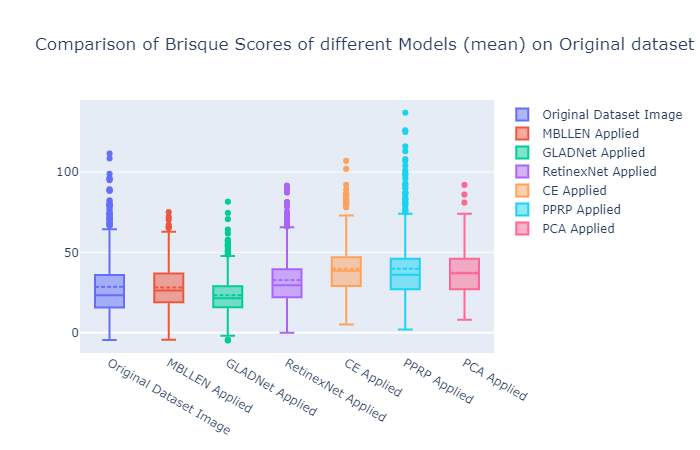 Comparison of Brisque Scores of different Models (mean) on Original dataset
100
50
0
Original Dataset Image
MBLLEN Applied
GLADNet Applied
RetinexNet Applied
CE Applied
PPRP Applied
PCA Applied
Original Dataset Image
MBLLEN Applied
GLADNet Applied
RetinexNet Applied
CE Applied
PPRP Applied
PCA Applied